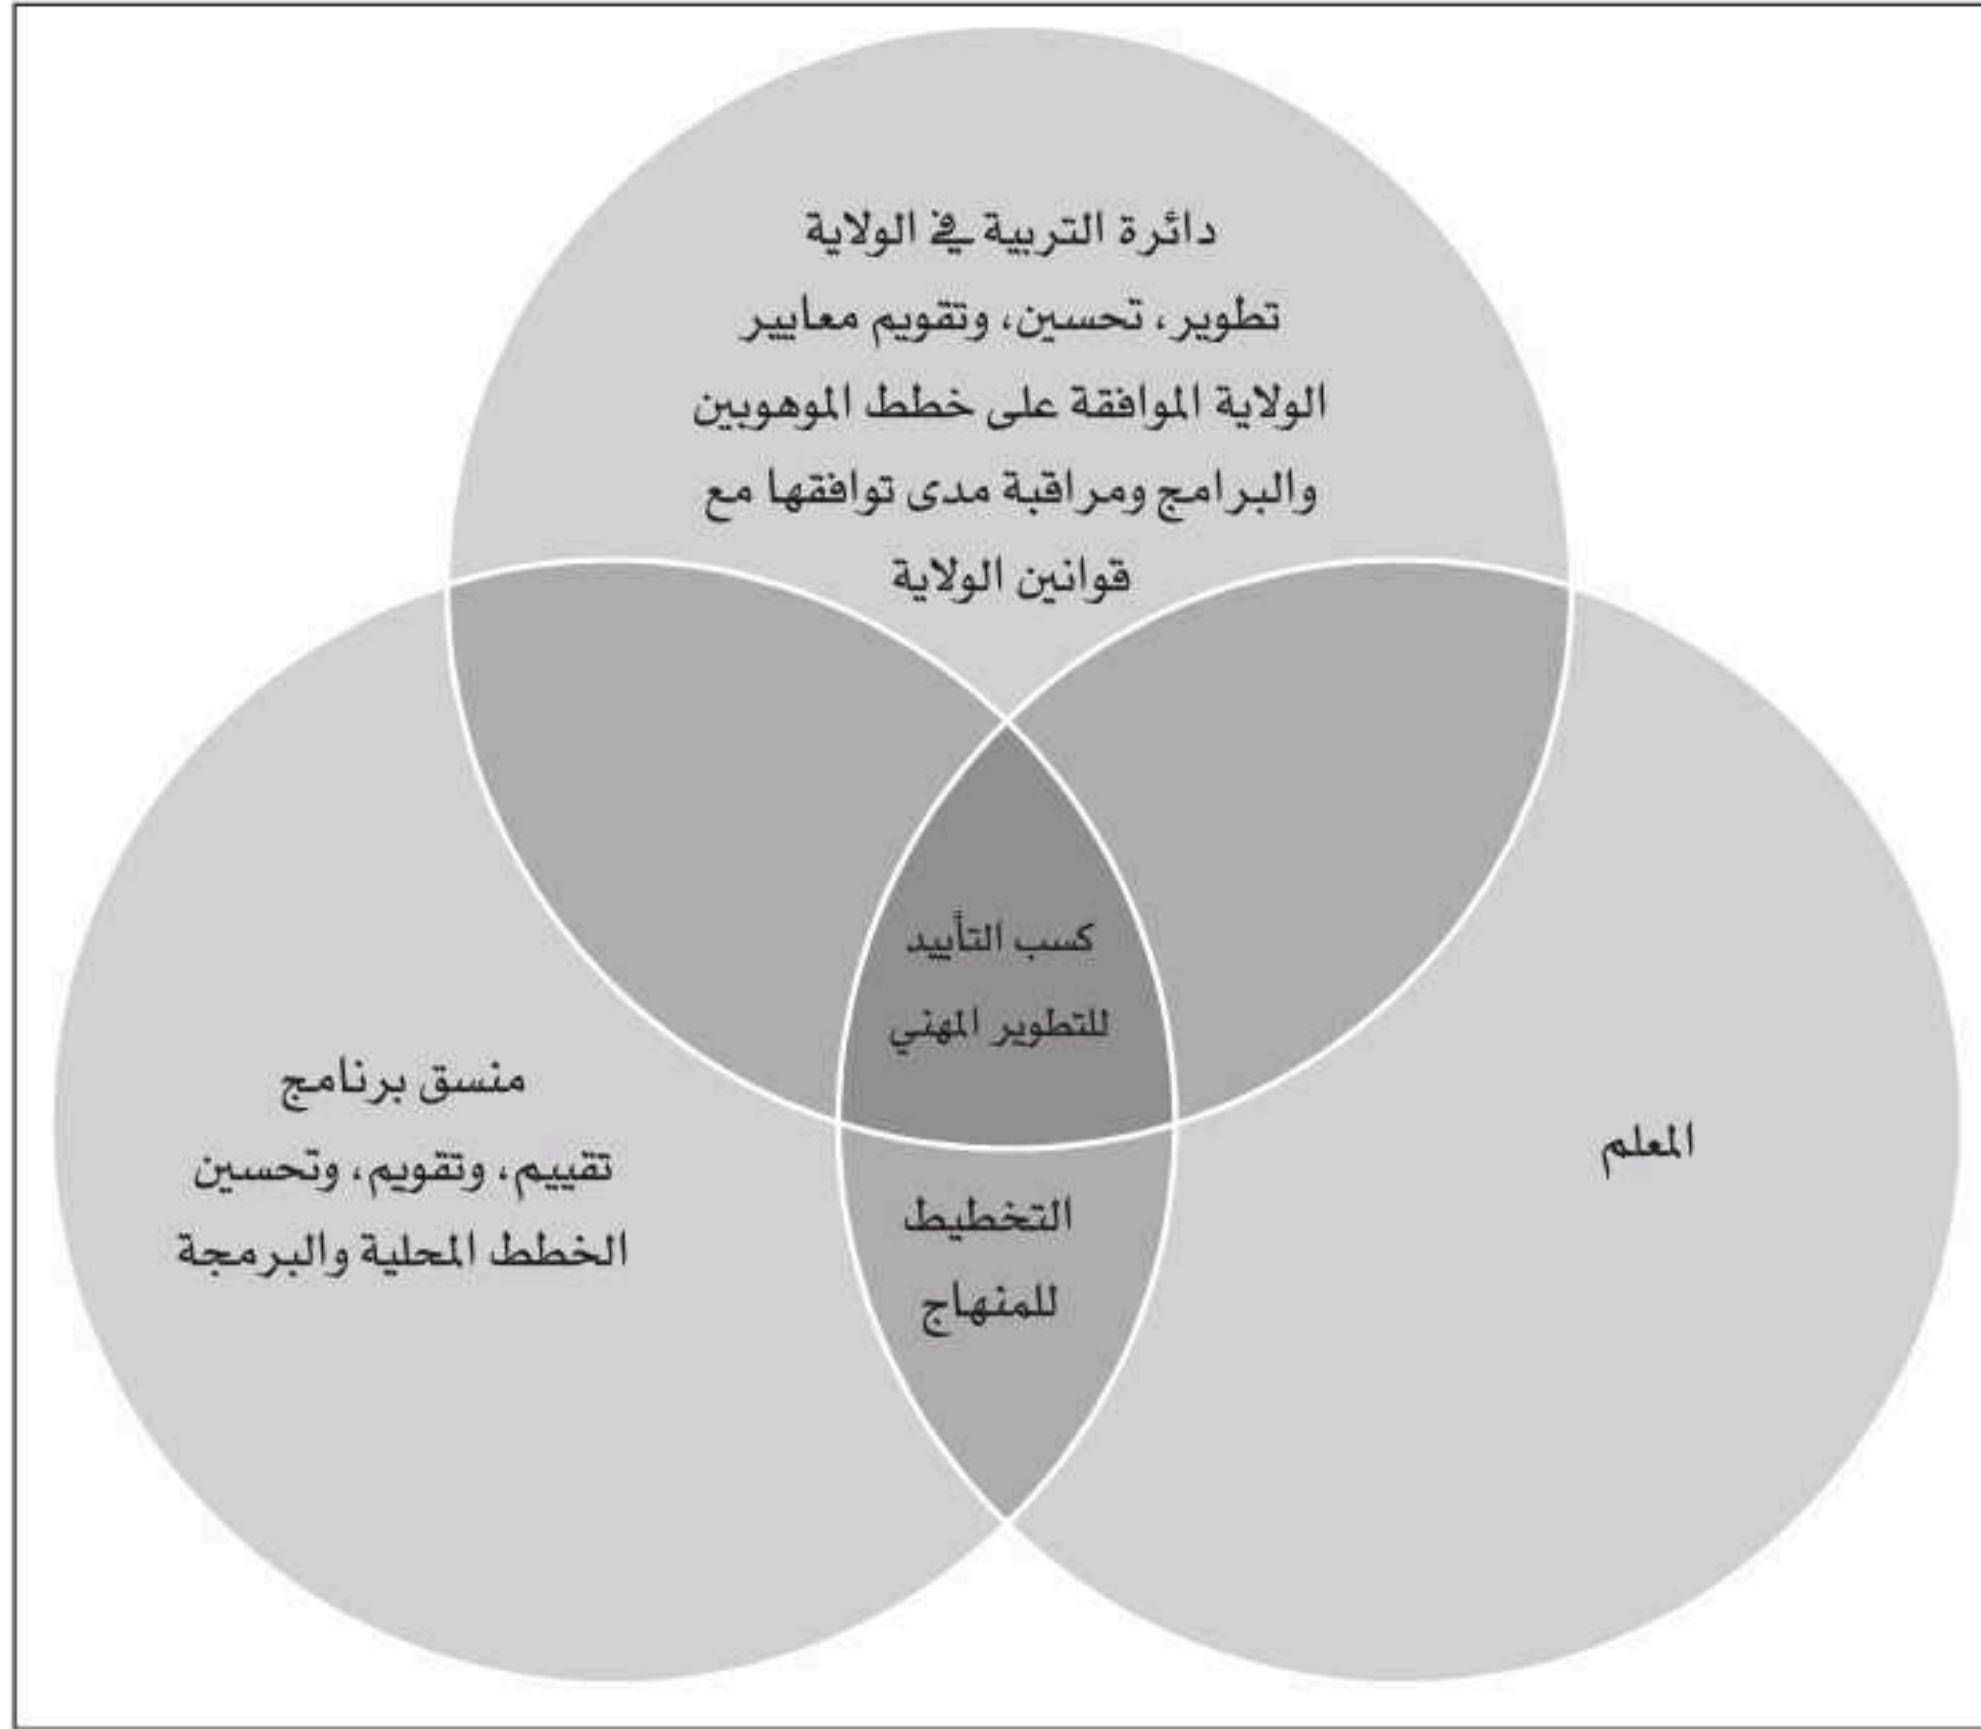 دائرة التربية في الولاية
تطوير، تحسين، وتقويم معايير
الولاية الموافقة على خطط الموهوبين
والبرامج ومراقبة مدى توافقها مع
قوانين الولاية
كسب التأييد
للتطوير المهني
منسق برنامج
تقييم، وتقويم، وتحسين
الخطط المحلية والبرمجة
المعلم
التخطيط
للمنهاج